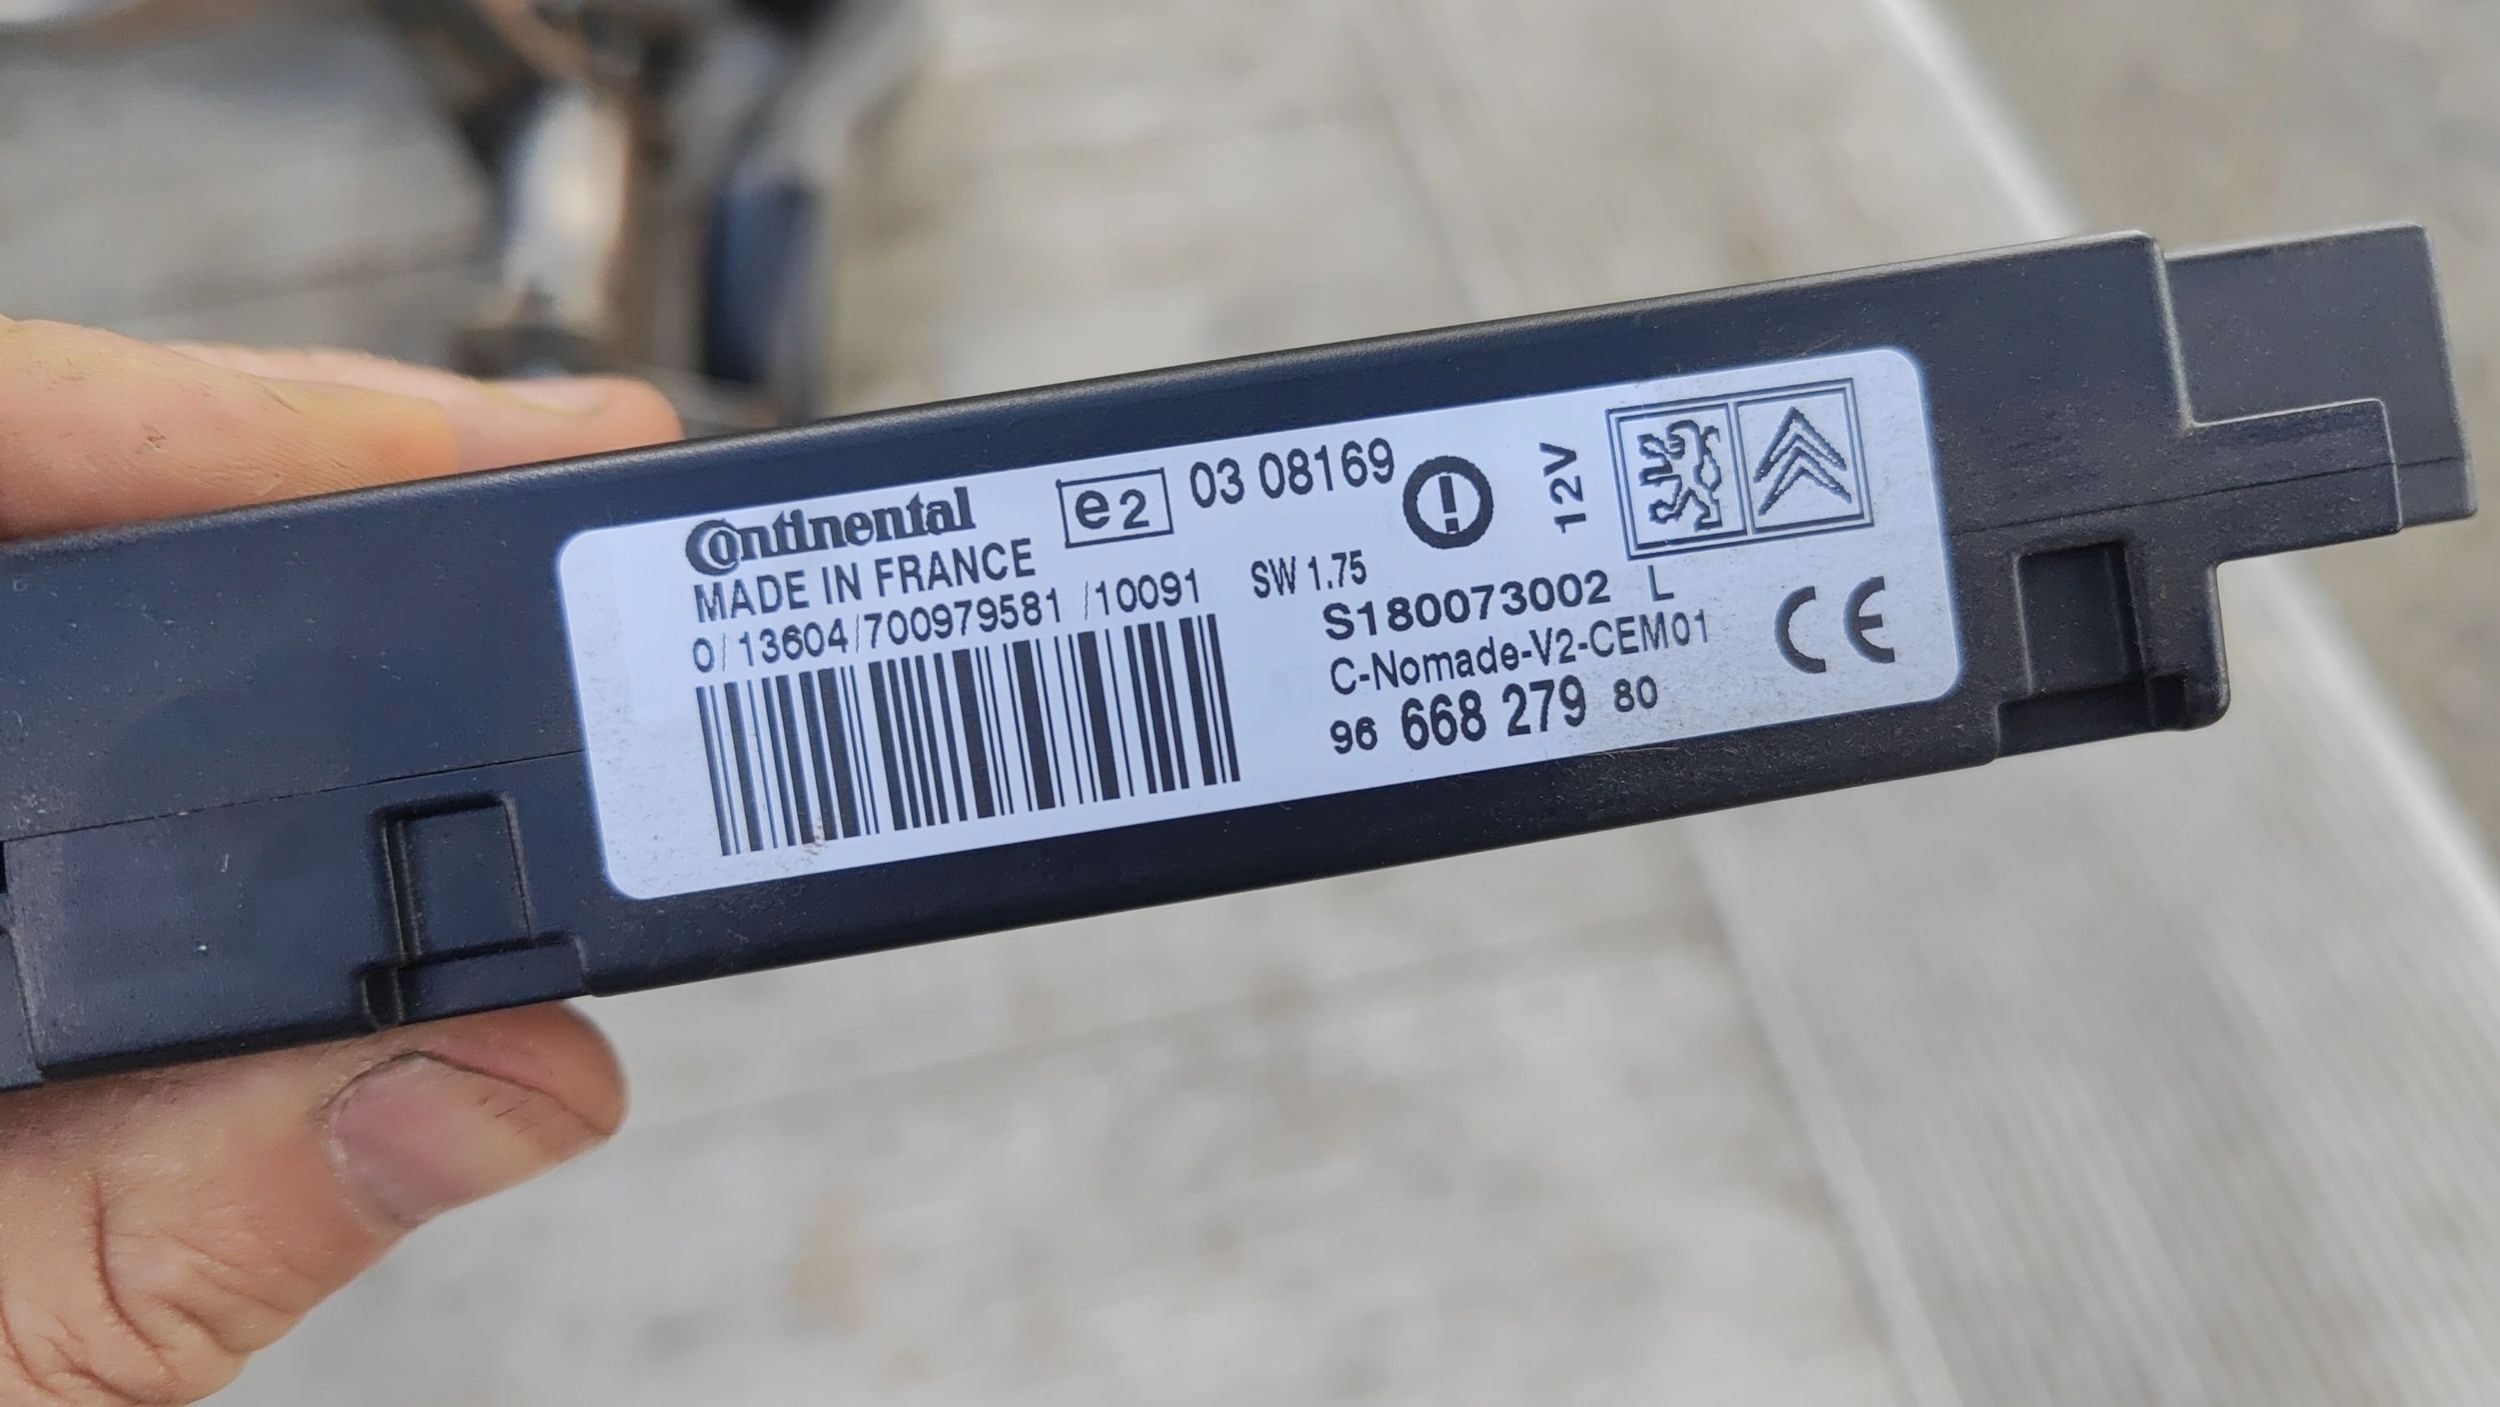 Continental
e2 03 08169
MADE IN FRANCE
12V
0/13604/700979581 /10091
SW 1.75
S180073002 L
C-Nomade-V2-CEM01
CE
96 668 279 80